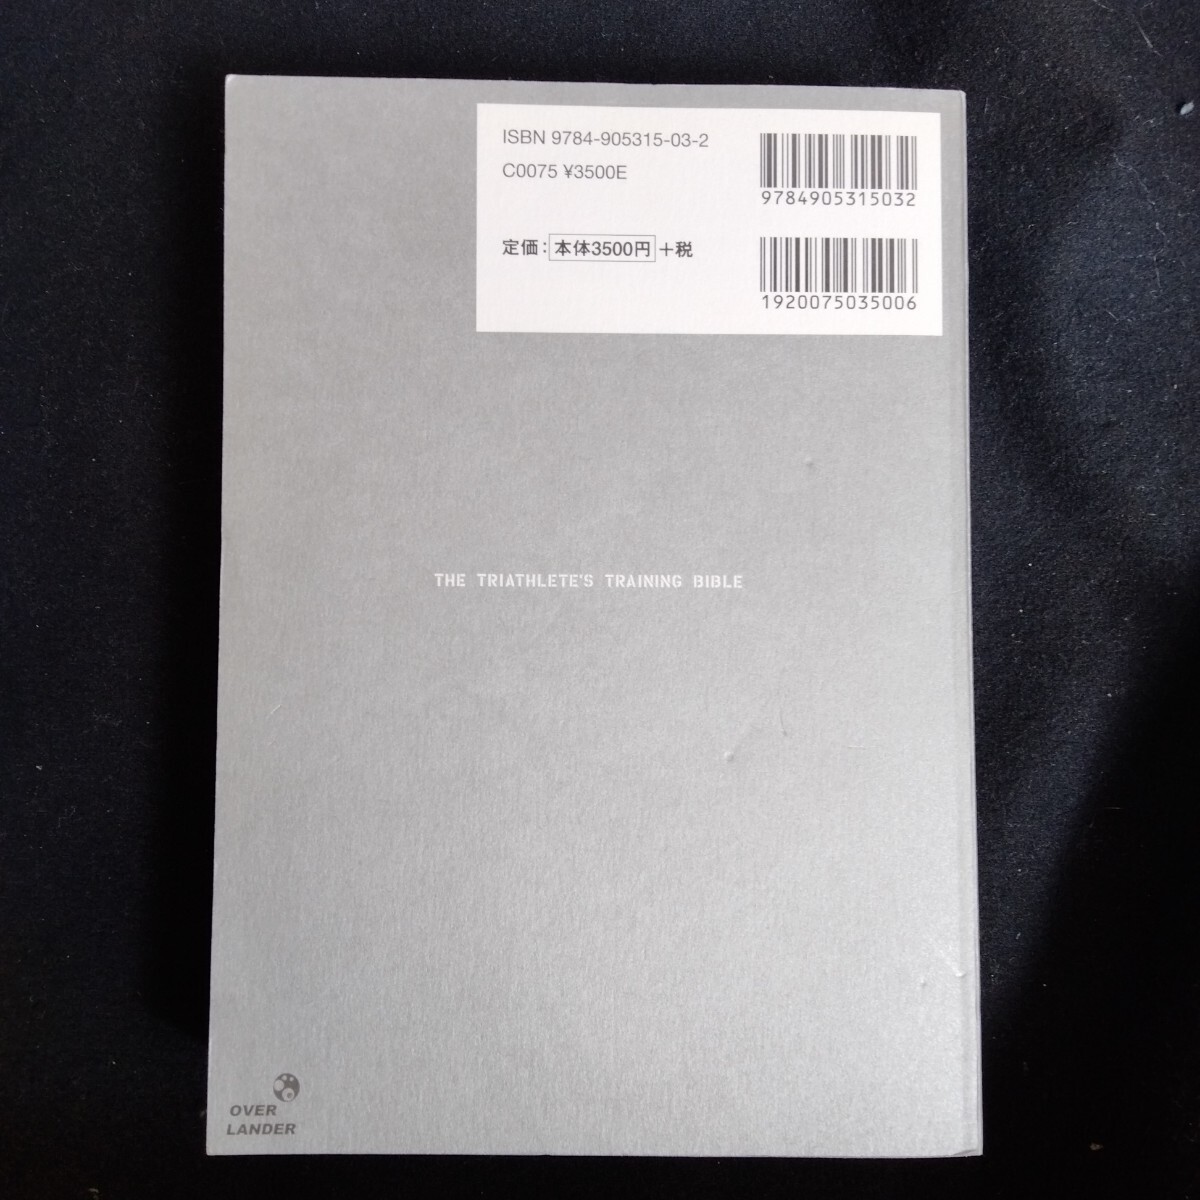 ISBN 9784-905315-03-2
C0075 ¥3500E
定価：本体3500円＋税
9784905315032
1920075035006
THE TRIATHLETE'S TRAINING BIBLE
OVER
LANDER